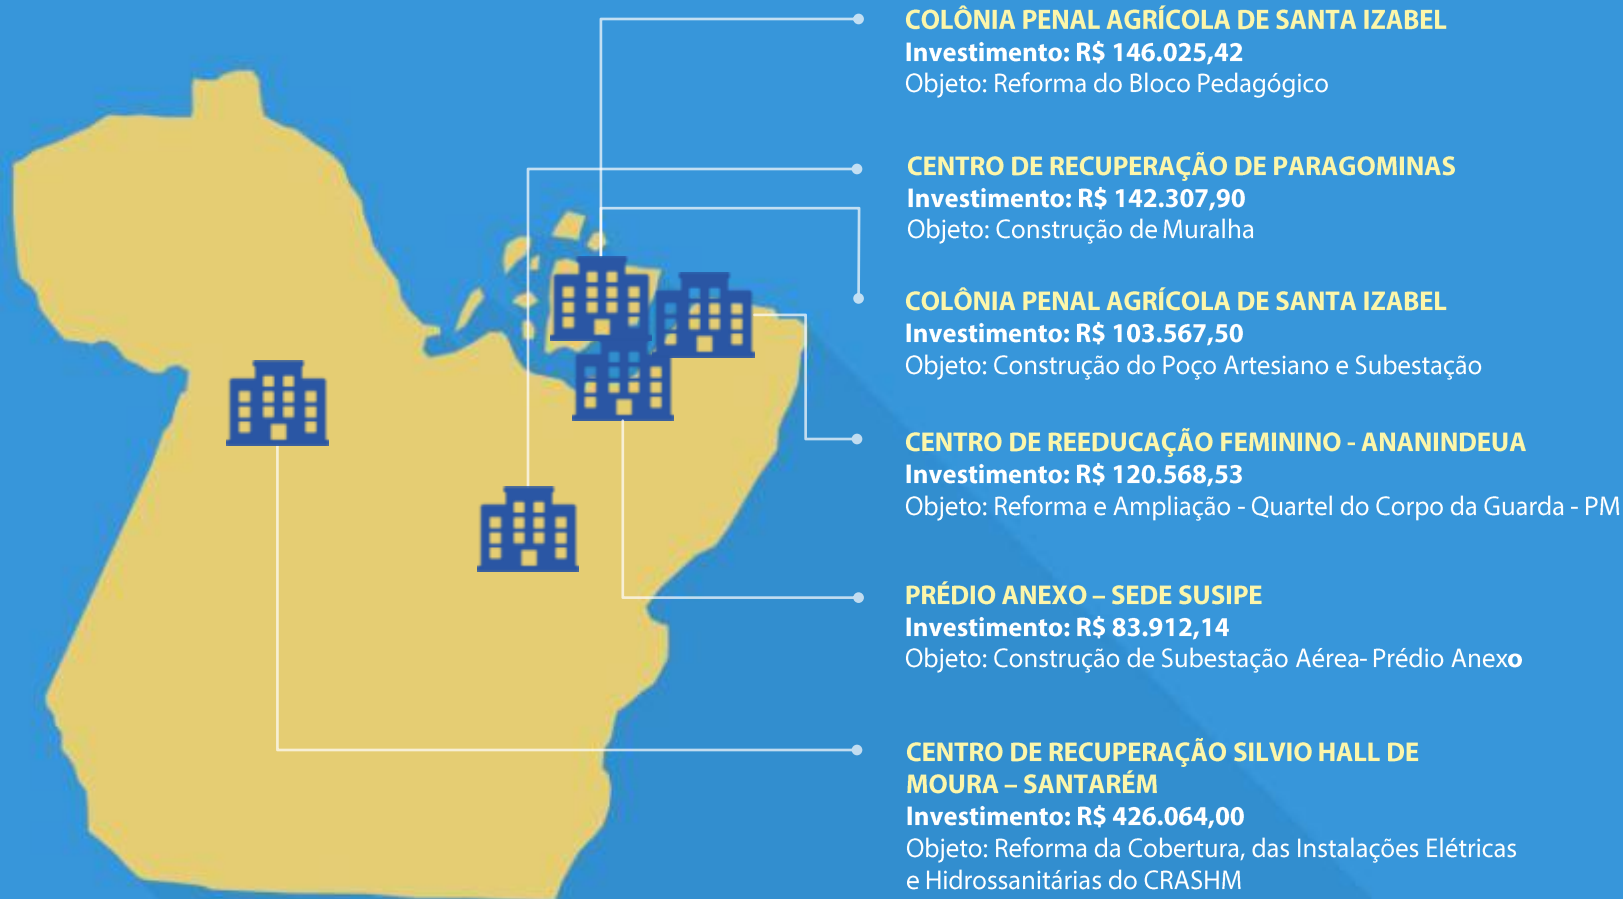 COLÔNIA PENAL AGRÍCOLA DE SANTA IZABEL
Investimento: R$ 146.025,42
Objeto: Reforma do Bloco Pedagógico
CENTRO DE RECUPERAÇÃO DE PARAGOMINAS
Investimento: R$ 142.307,90
Objeto: Construção de Muralha
COLÔNIA PENAL AGRÍCOLA DE SANTA IZABEL
Investimento: R$ 103.567,50
Objeto: Construção do Poço Artesiano e Subestação
CENTRO DE REEDUCAÇÃO FEMININO - ANANINDEUA
Investimento: R$ 120.568,53
Objeto: Reforma e Ampliação - Quartel do Corpo da Guarda - PM
PRÉDIO ANEXO – SEDE SUSIPE
Investimento: R$ 83.912,14
Objeto: Construção de Subestação Aérea- Prédio Anexo
CENTRO DE RECUPERAÇÃO SILVIO HALL DE
MOURA – SANTARÉM
Investimento: R$ 426.064,00
Objeto: Reforma da Cobertura, das Instalações Elétricas
e Hidrossanitárias do CRASHM